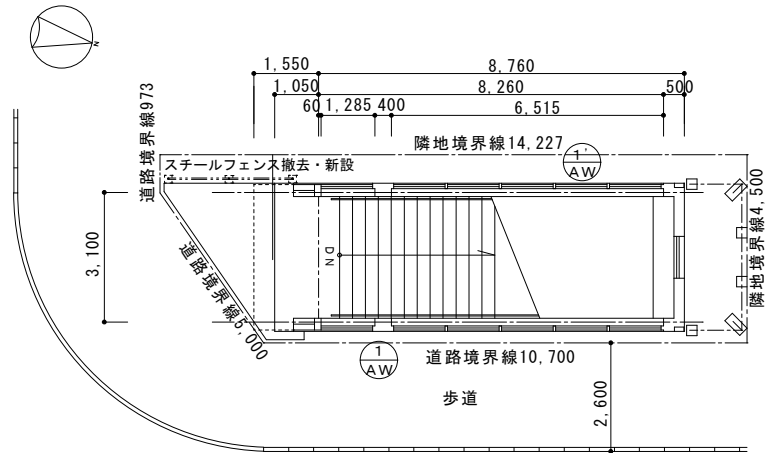 N
1,550
8,760
1,050
8,260
500
60
1,285
400
6,515
道路境界線973
隣地境界線14,227
1'
AW
スチールフェンス撤去・新設
隣地境界線4,500
3,100
DN
道路境界線5,000
1
AW
道路境界線10,700
歩道
2,600